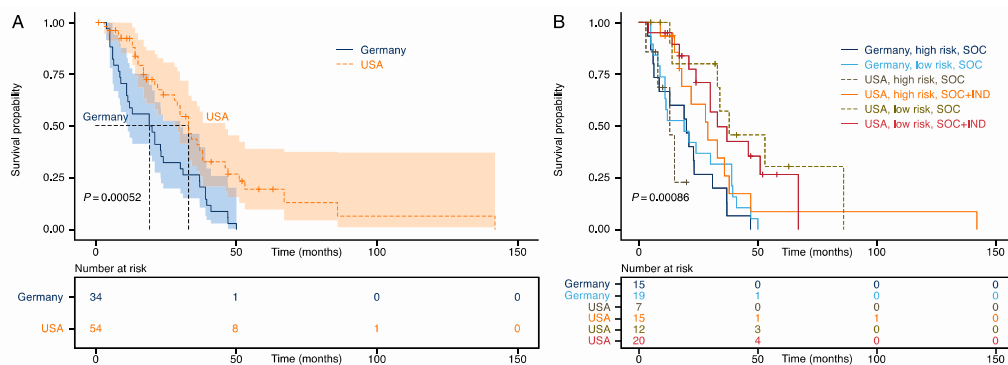 A
Survival propability
1.00
0.75
0.50
0.25
0.00
Germany
USA
Germany
USA
P = 0.00052
0
50
100
150
Time (months)
Number at risk
Germany
34
1
0
0
USA
54
8
1
0
0
50
100
150
Time (months)
B
Survival propability
1.00
0.75
0.50
0.25
0.00
Germany, high risk, SOC
Germany, low risk, SOC
USA, high risk, SOC
USA, high risk, SOC+IND
USA, low risk, SOC
USA, low risk, SOC+IND
P = 0.00086
0
50
100
150
Time (months)
Number at risk
Germany
15
0
0
0
Germany
19
1
0
0
USA
7
0
0
0
USA
15
1
1
0
USA
12
3
0
0
USA
20
4
0
0
0
50
100
150
Time (months)